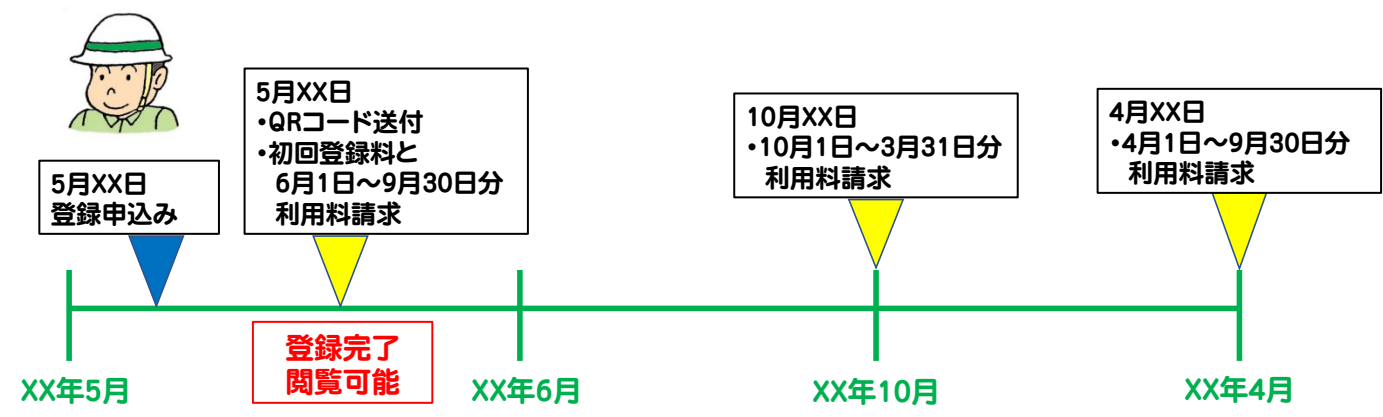 5月XX日
登録申込み
5月XX日
・QRコード送付
・初回登録料と
6月1日～9月30日分
利用料請求
10月XX日
・10月1日～3月31日分
利用料請求
4月XX日
・4月1日～9月30日分
利用料請求
登録完了
閲覧可能
XX年5月
XX年6月
XX年10月
XX年4月